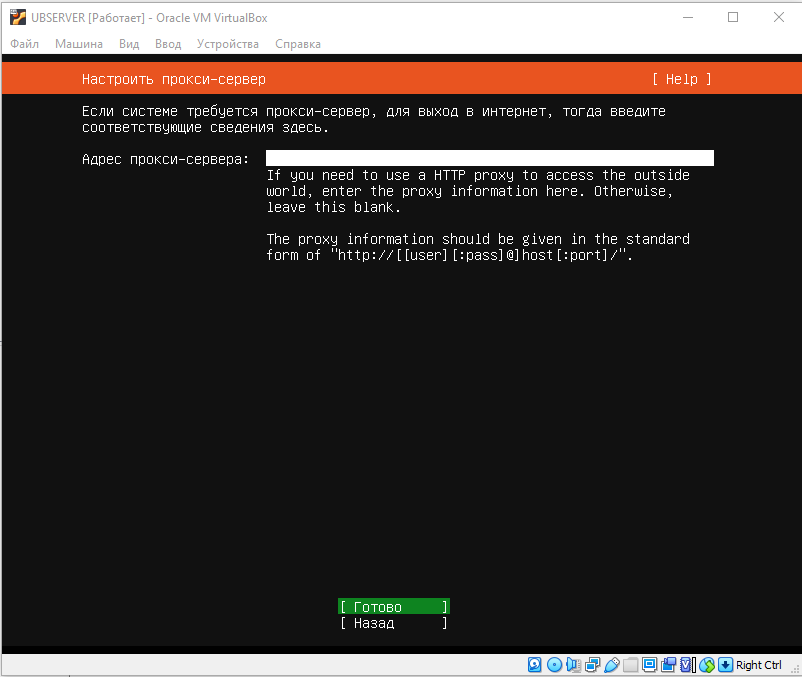 UBSERVER [Работает] - Oracle VM VirtualBox
Файл Машина Вид Ввод Устройства Справка
Настроить прокси-сервер [ Help ]
Если системе требуется прокси-сервер, для выход в интернет, тогда введите
соответствующие сведения здесь.
Адрес прокси-сервера:
If you need to use a HTTP proxy to access the outside
world, enter the proxy information here. Otherwise,
leave this blank.
The proxy information should be given in the standard
form of "http://[[user][:pass]@]host[:port]/".
[ Готово ]
[ Назад ]
Right Ctrl